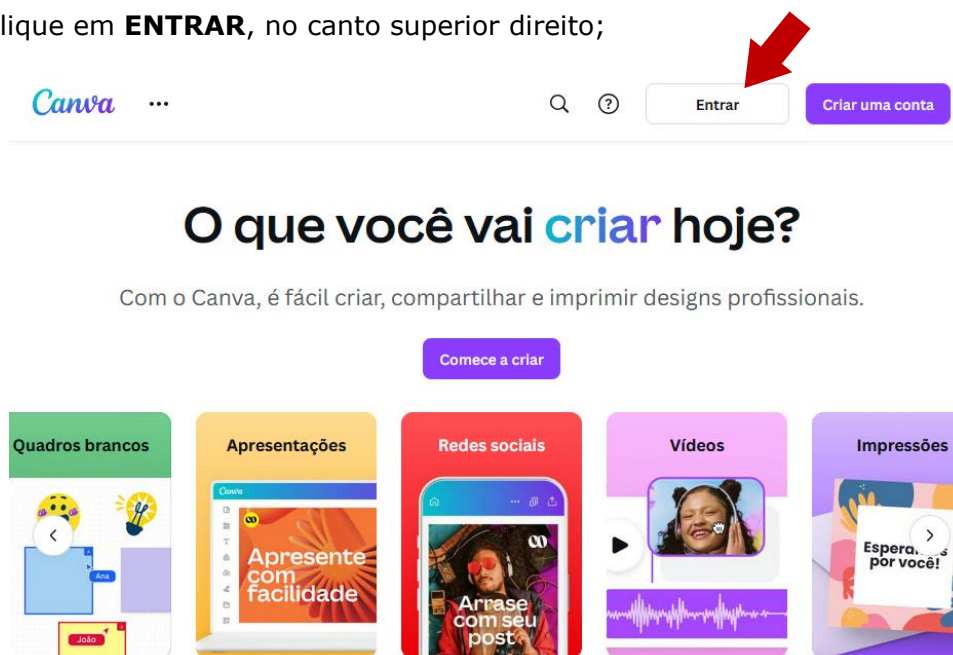 lique em ENTRAR, no canto superior direito;
Canva ... Entrar Criar uma conta
O que você vai criar hoje?
Com o Canva, é fácil criar, compartilhar e imprimir designs profissionais.
Comece a criar
Quadros brancos Apresentações Redes sociais Vídeos Impressões
Canva
Ana
João
Apresente
com
facilidade
Arrase
com seu
post
por você!